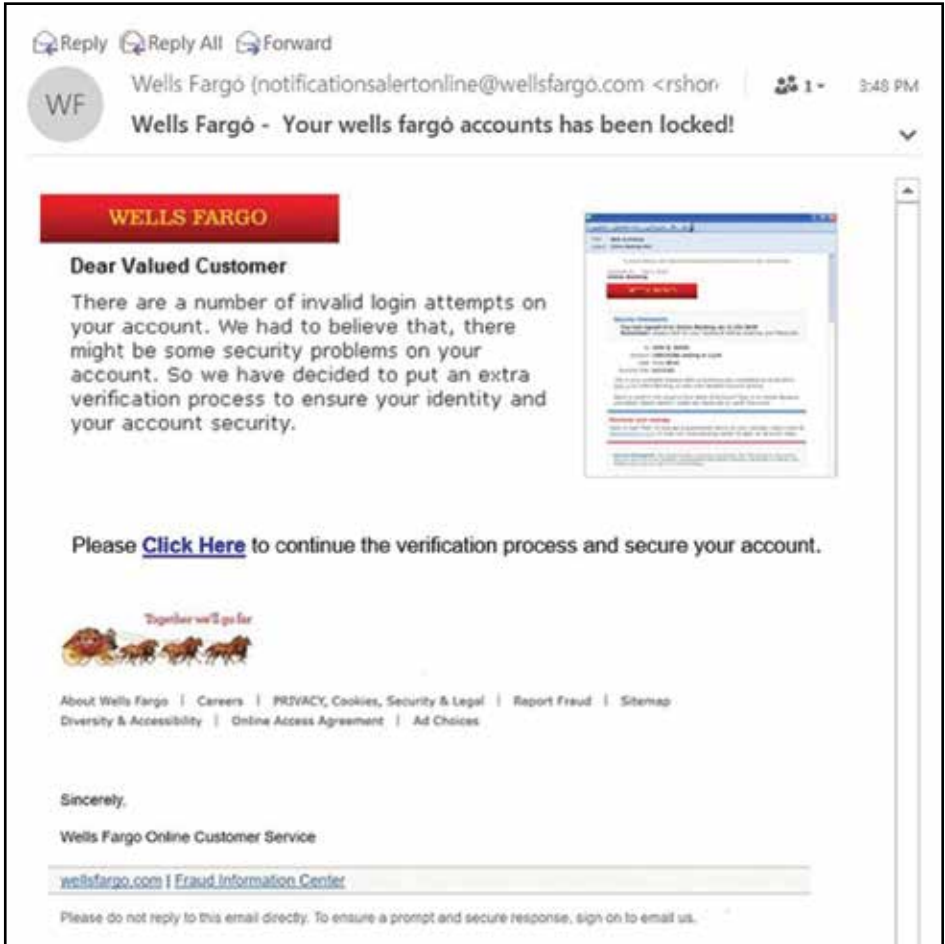 Reply Reply All Forward
WF
Wells Fargó (notificationsalertonline@wellsfargó.com <rshor
1
3:48 PM
Wells Fargó - Your wells fargó accounts has been locked!
WELLS FARGO
Dear Valued Customer
There are a number of invalid login attempts on
your account. We had to believe that, there
might be some security problems on your
account. So we have decided to put an extra
verification process to ensure your identity and
your account security.
Please Click Here to continue the verification process and secure your account.
Together we'll go far
About Wells Fargo | Careers | PRIVACY, Cookies, Security & Legal | Report Fraud | Sitemap
Diversity & Accessibility | Online Access Agreement | Ad Choices
Sincerely,
Wells Fargo Online Customer Service
wellsfargo.com | Fraud Information Center
Please do not reply to this email directly. To ensure a prompt and secure response, sign on to email us.